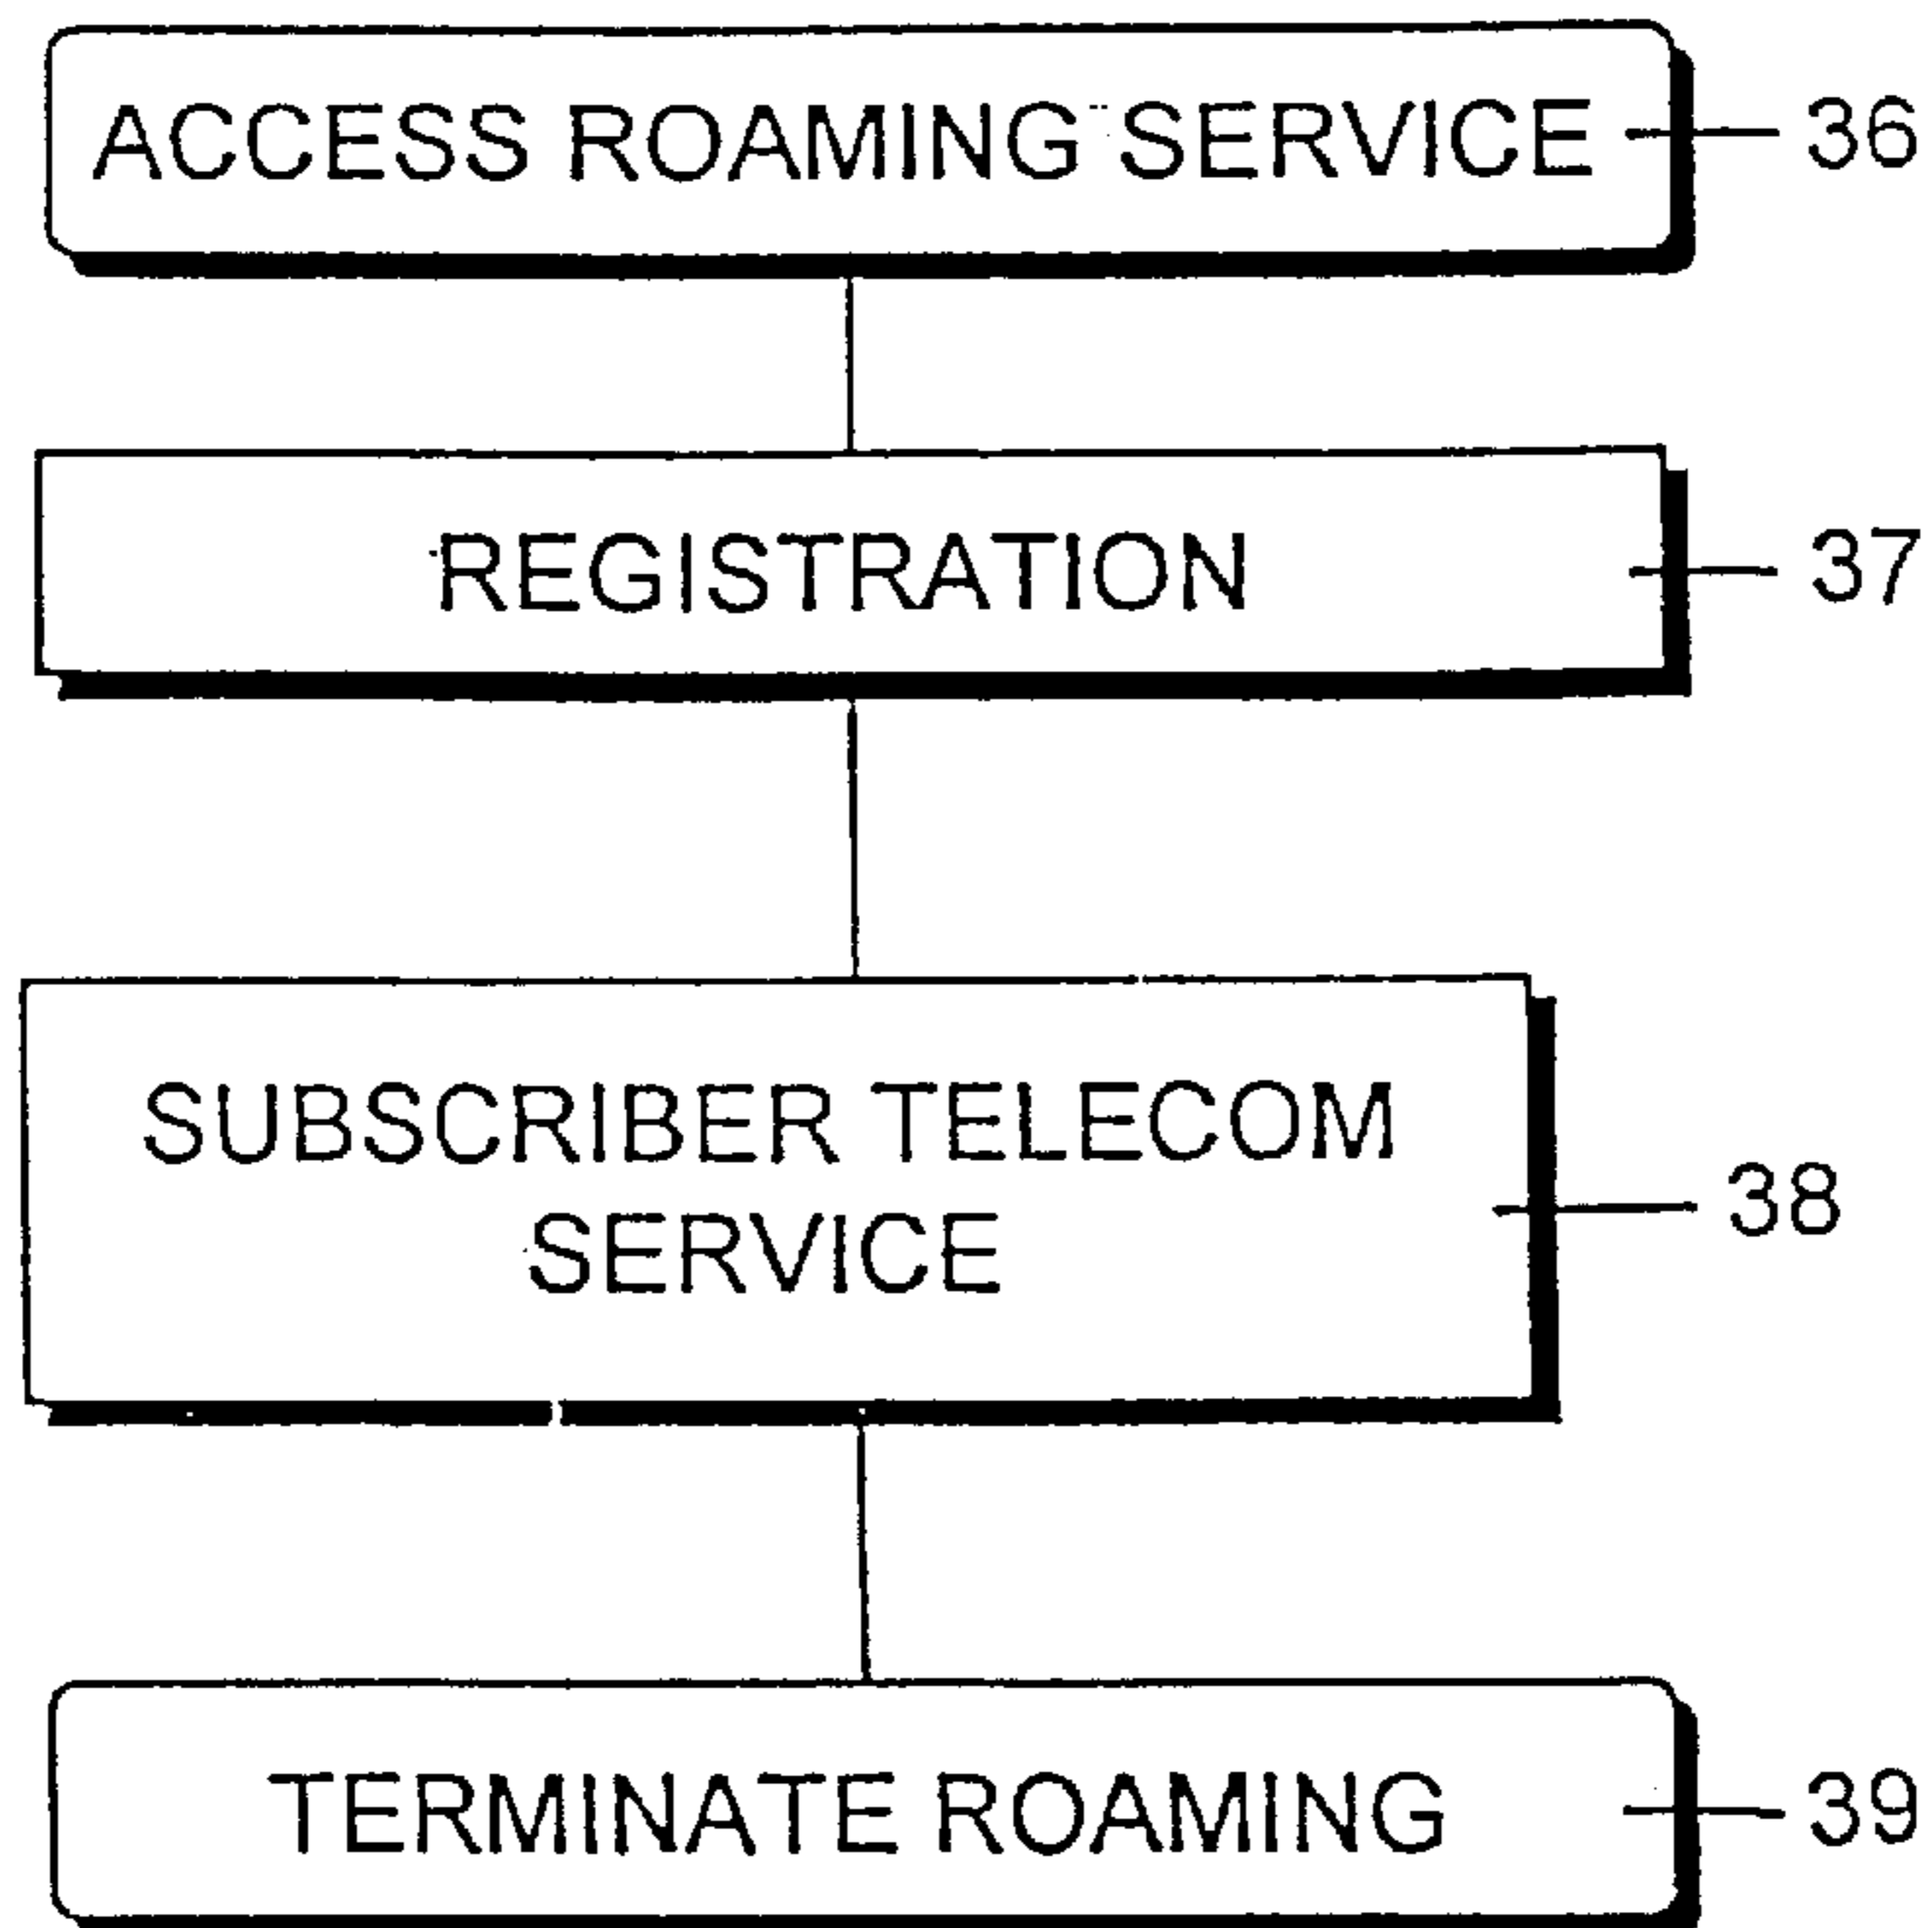 ACCESS ROAMING SERVICE
36
REGISTRATION
37
SUBSCRIBER TELECOM
SERVICE
38
TERMINATE ROAMING
39